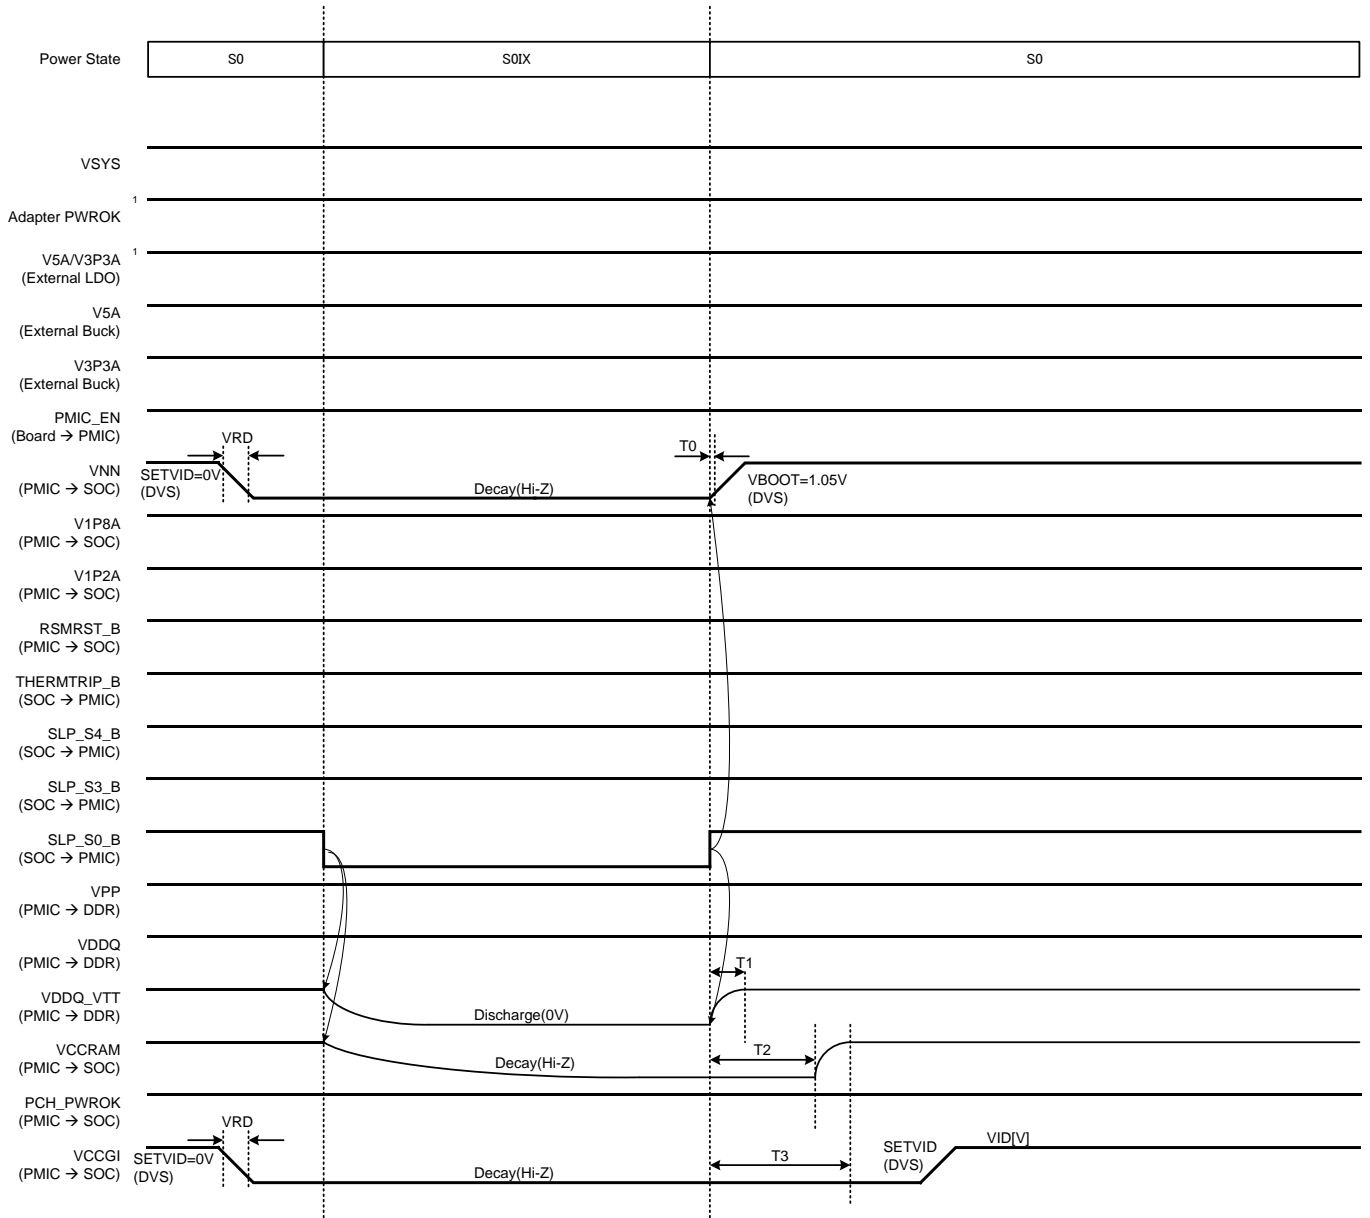 Power State
S0
S0IX
S0
VSYS
Adapter PWROK 1
V5A/V3P3A 1
(External LDO)
V5A
(External Buck)
V3P3A
(External Buck)
PMIC_EN
(Board → PMIC)
VRD
T0
VNN
(PMIC → SOC)
SETVID=0V
(DVS)
Decay(Hi-Z)
VBOOT=1.05V
(DVS)
V1P8A
(PMIC → SOC)
V1P2A
(PMIC → SOC)
RSMRST_B
(PMIC → SOC)
THERMTRIP_B
(SOC → PMIC)
SLP_S4_B
(SOC → PMIC)
SLP_S3_B
(SOC → PMIC)
SLP_S0_B
(SOC → PMIC)
VPP
(PMIC → DDR)
VDDQ
(PMIC → DDR)
T1
VDDQ_VTT
(PMIC → DDR)
Discharge(0V)
VCCRAM
(PMIC → SOC)
Decay(Hi-Z)
T2
PCH_PWROK
(PMIC → SOC)
VRD
VCCGI
(PMIC → SOC)
SETVID=0V
(DVS)
Decay(Hi-Z)
T3
SETVID
(DVS)
VID[V]